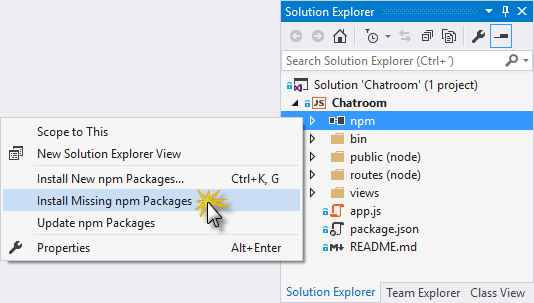 Solution Explorer
Search Solution Explorer (Ctrl+´)
Solution 'Chatroom' (1 project)
JS Chatroom
npm
bin
public (node)
routes (node)
views
app.js
package.json
README.md
Solution Explorer Team Explorer Class View
Scope to This
New Solution Explorer View
Install New npm Packages... Ctrl+K, G
Install Missing npm Packages
Update npm Packages
Properties Alt+Enter